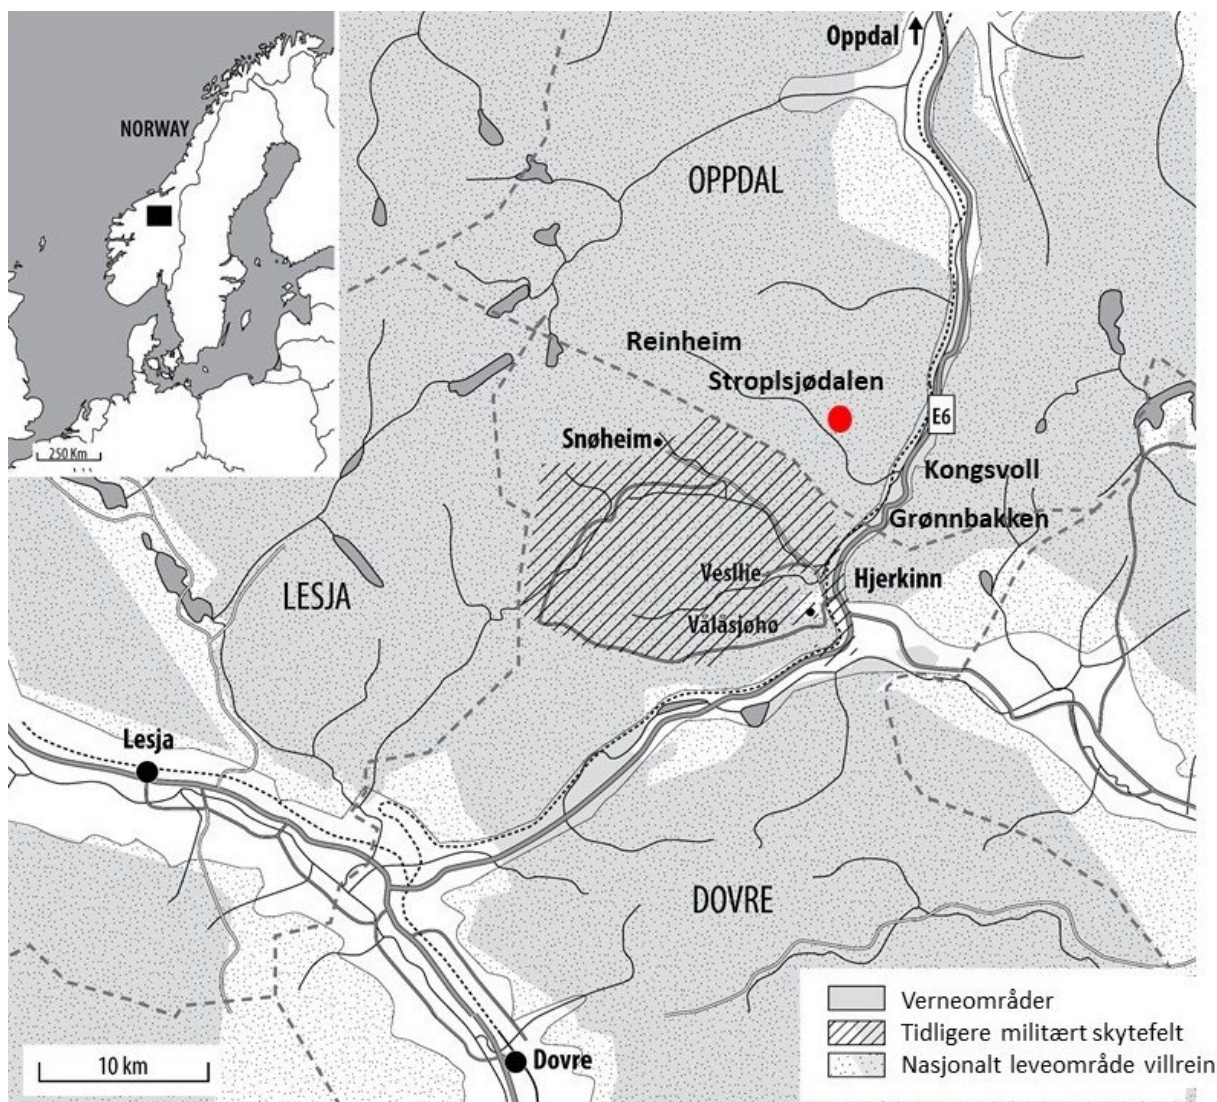 Oppdal
NORWAY
OPPDAL
Reinheim
Stroplsjødalen
E6
Snøheim
250 Km
Kongsvoll
Grønnbakken
Vesllie
Hjerkinn
LESJA
Vålåsjøhø
Lesja
DOVRE
Verneområder
Tidligere militært skytefelt
10 km
Dovre
Nasjonalt leveområde villrein